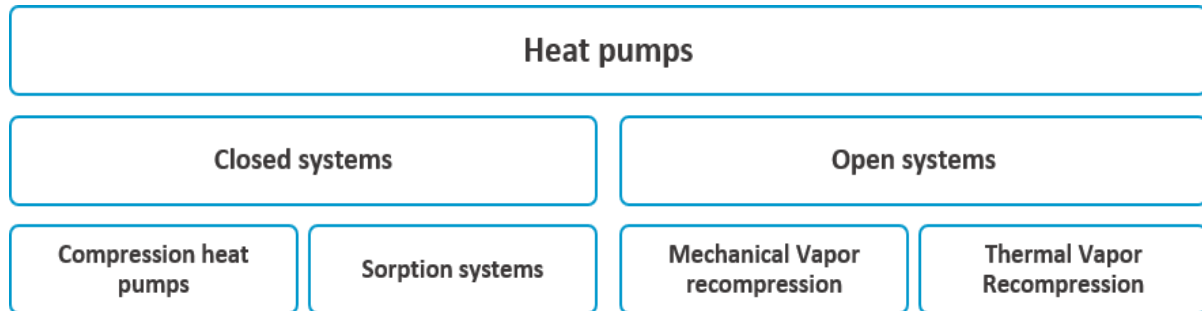 Heat pumps
Closed systems
Open systems
Compression heat
pumps
Sorption systems
Mechanical Vapor
recompression
Thermal Vapor
Recompression